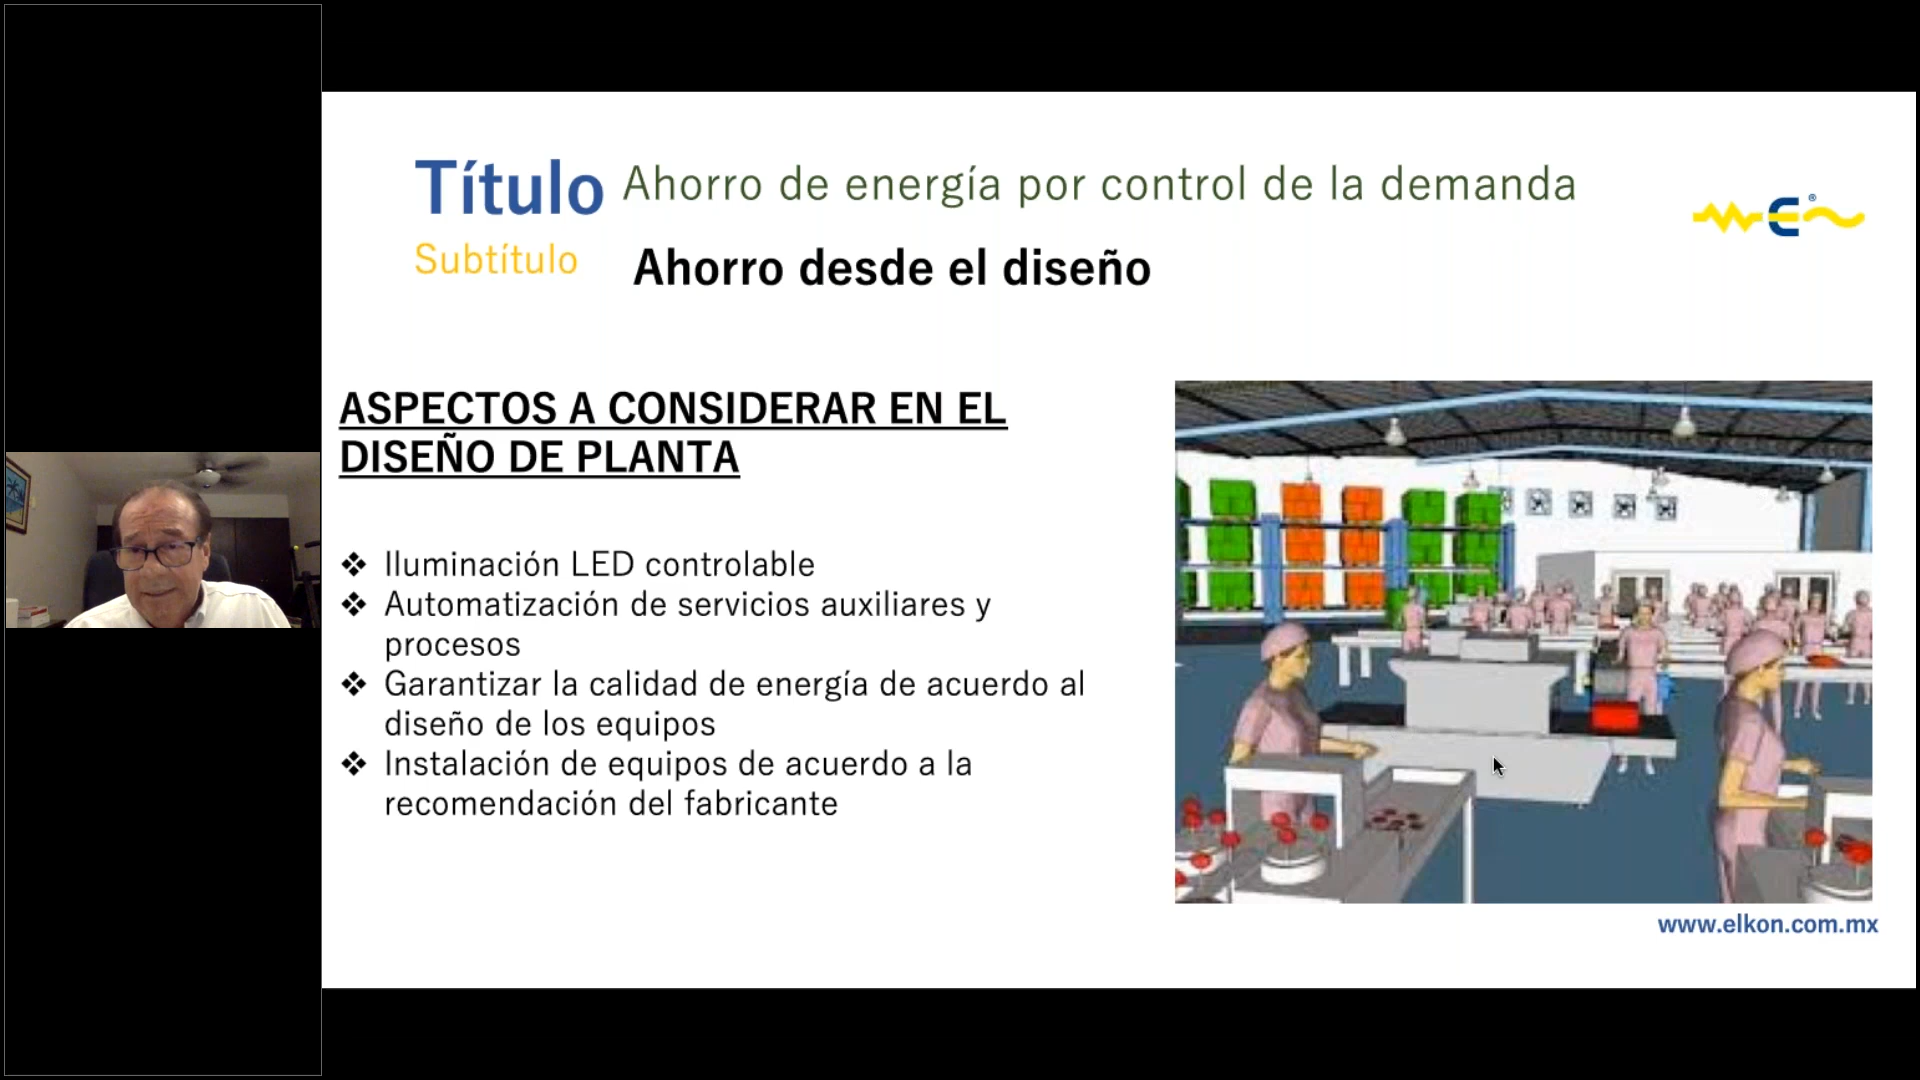 Título Ahorro de energía por control de la demanda
Subtítulo Ahorro desde el diseño
E®
ASPECTOS A CONSIDERAR EN EL
DISEÑO DE PLANTA
❖ Iluminación LED controlable
❖ Automatización de servicios auxiliares y
procesos
❖ Garantizar la calidad de energía de acuerdo al
diseño de los equipos
❖ Instalación de equipos de acuerdo a la
recomendación del fabricante
www.elkon.com.mx